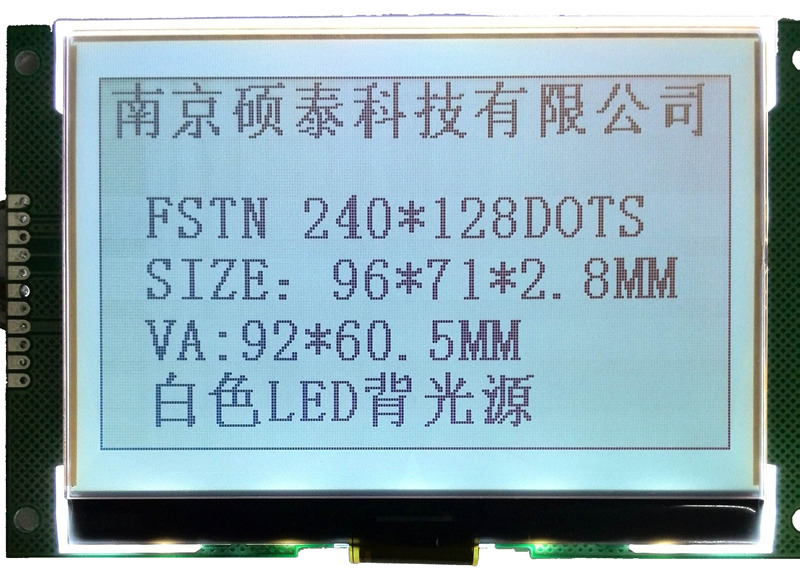 南京硕泰科技有限公司
FSTN 240*128DOTS
SIZE: 96*71*2.8MM
VA:92*60.5MM
白色LED背光源